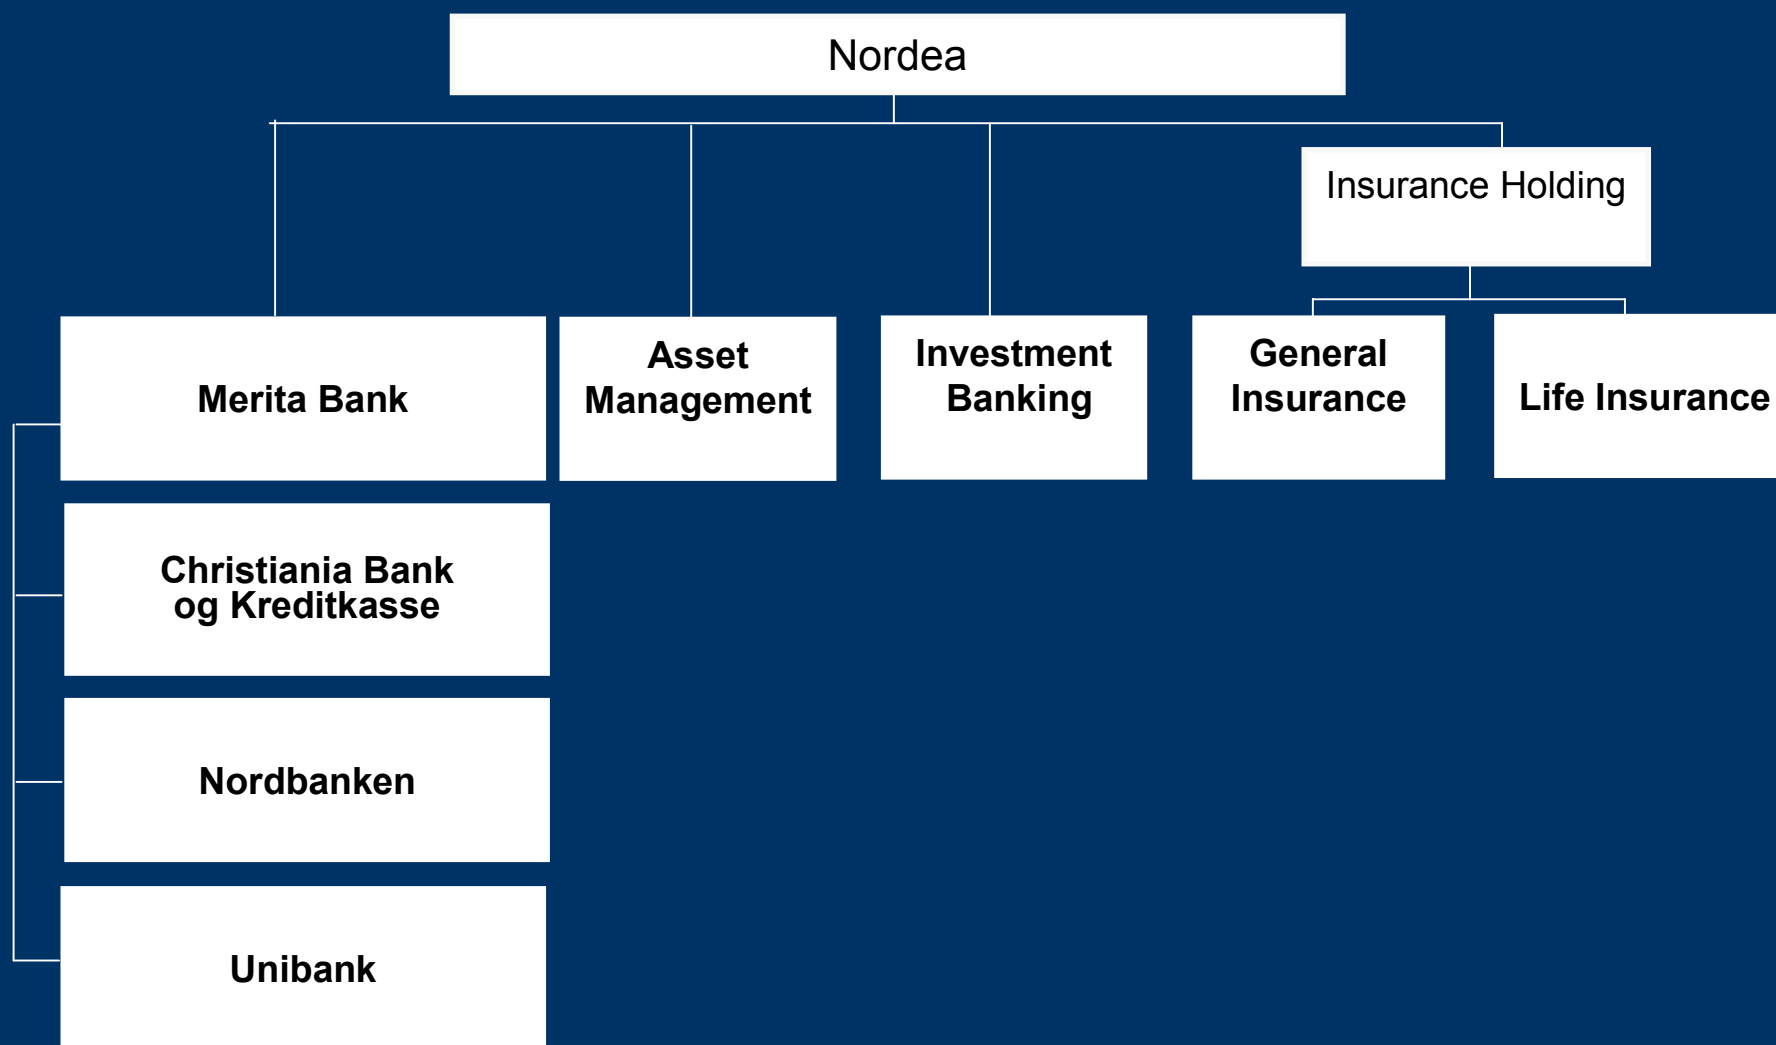 Nordea
Insurance Holding
Merita Bank
Asset
Management
Investment
Banking
General
Insurance
Life Insurance
Christiania Bank
og Kreditkasse
Nordbanken
Unibank